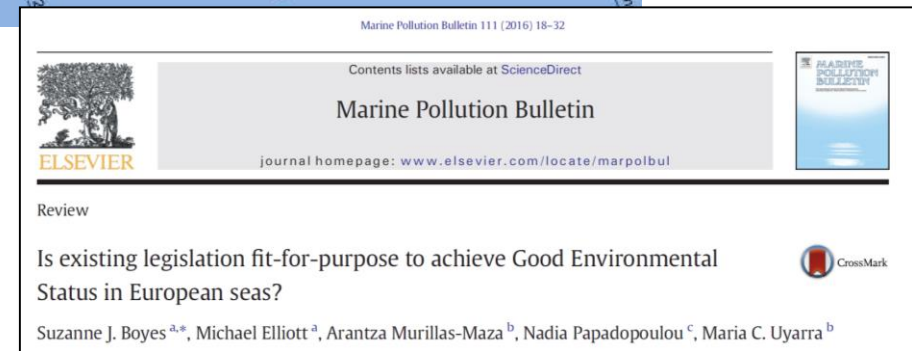 Marine Pollution Bulletin 111 (2016) 18–32
Contents lists available at ScienceDirect
Marine Pollution Bulletin
journal homepage: www.elsevier.com/locate/marpolbul
ELSEVIER
MARINE
POLLUTION
BULLETIN
Review
Is existing legislation fit-for-purpose to achieve Good Environmental
Status in European seas?
CrossMark
Suzanne J. Boyes a,*, Michael Elliott a, Arantza Murillas-Maza b, Nadia Papadopoulou c, Maria C. Uyarra b